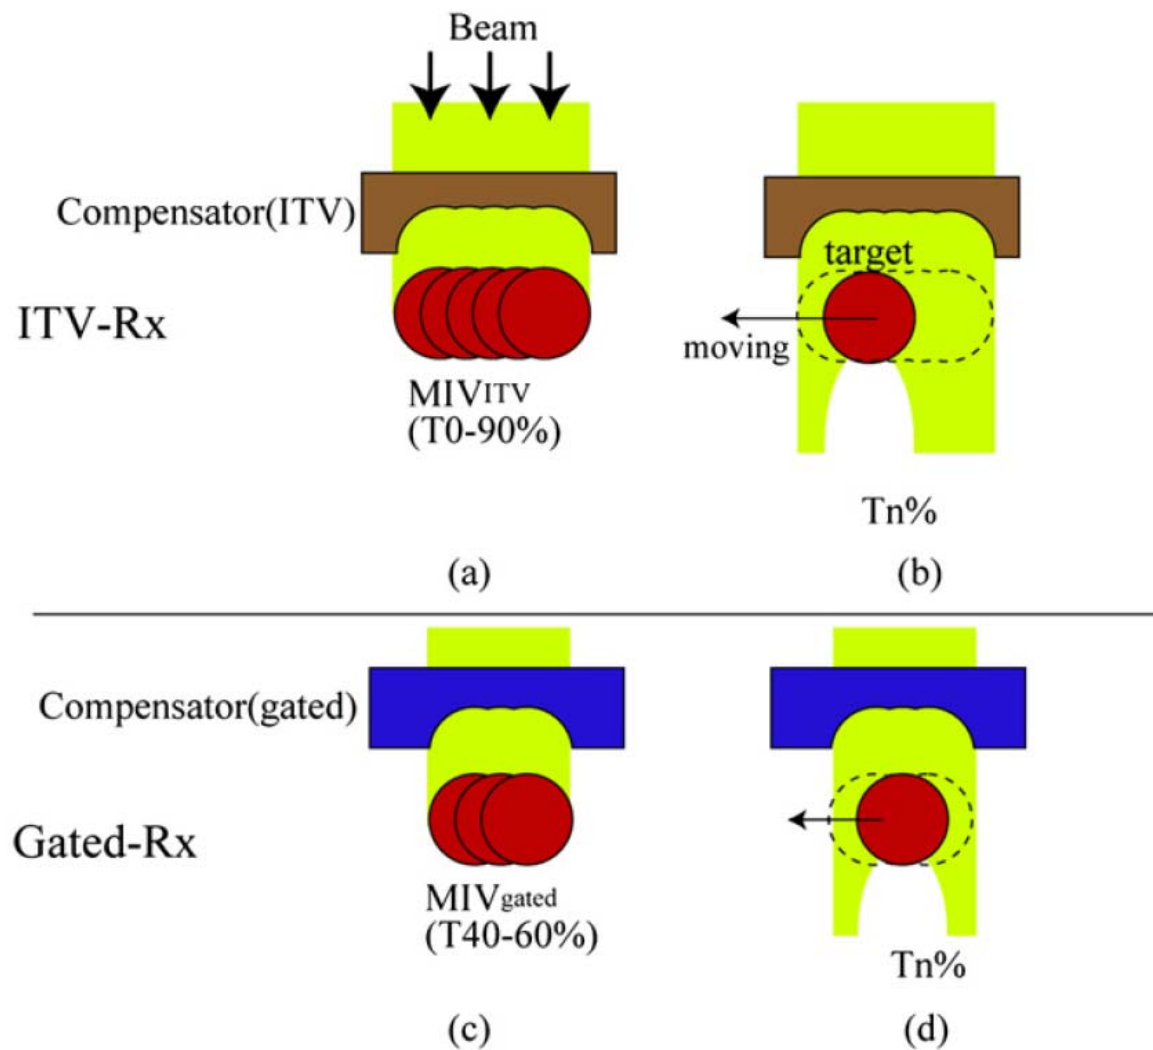 Beam
Compensator(ITV)
target
ITV-Rx
moving
MIVITV
(T0-90%)
Tn%
(a)
(b)
Compensator(gated)
Gated-Rx
MIVgated
(T40-60%)
Tn%
(c)
(d)